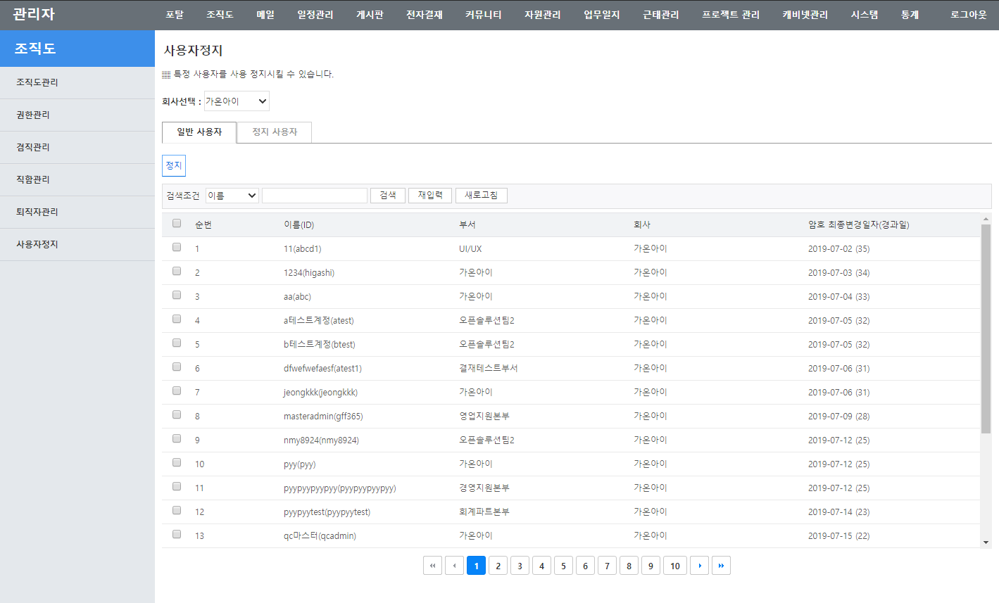 관리자 포탈 조직도 메일 일정관리 게시판 전자결재 커뮤니티 자원관리 업무일지 근태관리 프로젝트 관리 캐비넷관리 시스템 통계 로그아웃
조직도
조직도관리
권한관리
겸직관리
직함관리
퇴직자관리
사용자정지
사용자정지
특정 사용자를 사용 정지시킬 수 있습니다.
회사선택 : 가온아이
일반 사용자 정지 사용자
정지
검색조건 이름 검색 재입력 새로고침
순번 이름(ID) 부서 회사 암호 최종변경일자(경과일)
1 11(abcd1) UI/UX 가온아이 2019-07-02 (35)
2 1234(higashi) 가온아이 가온아이 2019-07-03 (34)
3 aa(abc) 가온아이 가온아이 2019-07-04 (33)
4 a테스트계정(atest) 오픈솔루션팀2 가온아이 2019-07-05 (32)
5 b테스트계정(btest) 오픈솔루션팀2 가온아이 2019-07-05 (32)
6 dfwefwefaesf(atest1) 결재테스트부서 가온아이 2019-07-06 (31)
7 jeongkkk(jeongkkk) 가온아이 가온아이 2019-07-06 (31)
8 masteradmin(gff365) 영업지원본부 가온아이 2019-07-09 (28)
9 nmy8924(nmy8924) 오픈솔루션팀2 가온아이 2019-07-12 (25)
10 pyy(pyy) 가온아이 가온아이 2019-07-12 (25)
11 pyypyypyypyy(pyypyypyypyy) 경영지원본부 가온아이 2019-07-12 (25)
12 pyypyytest(pyypyytest) 회계파트본부 가온아이 2019-07-14 (23)
13 qc마스터(qcadmin) 가온아이 가온아이 2019-07-15 (22)
1 2 3 4 5 6 7 8 9 10